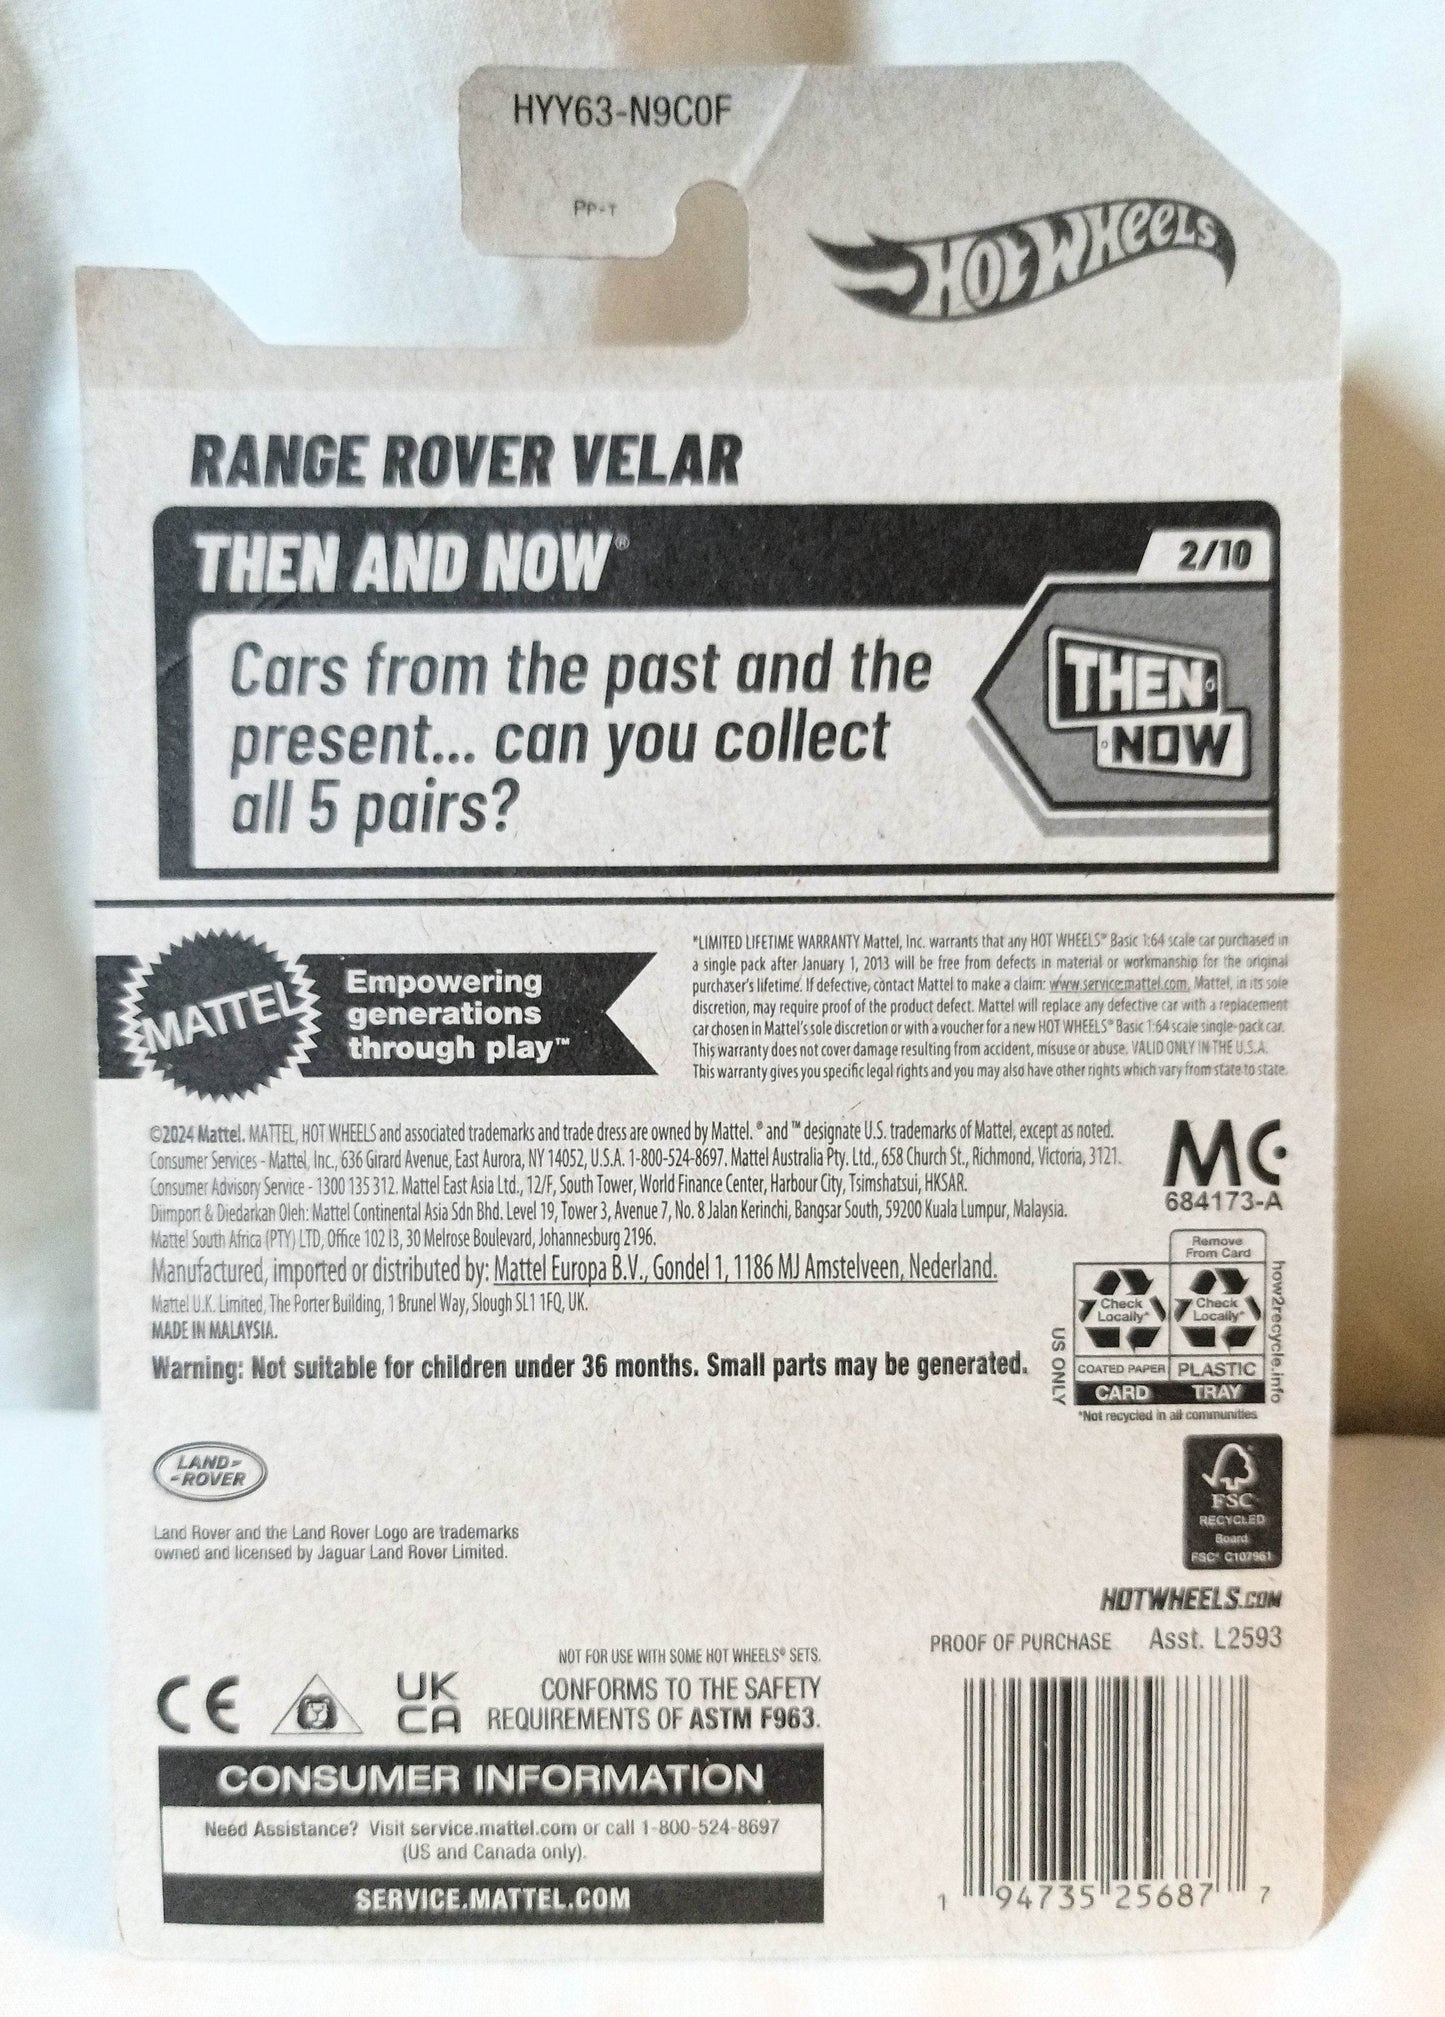 HYY63-N9C0F
PP-T
HOT WHEELS
RANGE ROVER VELAR
THEN AND NOW®
2/10
Cars from the past and the
present... can you collect
all 5 pairs?
THEN
NOW
MATTEL
Empowering
generations
through play™
*LIMITED LIFETIME WARRANTY Mattel, Inc. warrants that any HOT WHEELS® Basic 1:64 scale car purchased in
a single pack after January 1, 2013 will be free from defects in material or workmanship for the original
purchaser's lifetime. If defective, contact Mattel to make a claim: www.service.mattel.com. Mattel, in its sole
discretion, may require proof of the product defect. Mattel will replace any defective car with a replacement
car chosen in Mattel's sole discretion or with a voucher for a new HOT WHEELS® Basic 1:64 scale single-pack car.
This warranty does not cover damage resulting from accident, misuse or abuse. VALID ONLY IN THE U.S.A.
This warranty gives you specific legal rights and you may also have other rights which vary from state to state.
©2024 Mattel. MATTEL, HOT WHEELS and associated trademarks and trade dress are owned by Mattel. ® and ™ designate U.S. trademarks of Mattel, except as noted.
Consumer Services - Mattel, Inc., 636 Girard Avenue, East Aurora, NY 14052, U.S.A. 1-800-524-8697. Mattel Australia Pty. Ltd., 658 Church St., Richmond, Victoria, 3121.
Consumer Advisory Service - 1300 135 312. Mattel East Asia Ltd., 12/F, South Tower, World Finance Center, Harbour City, Tsimshatsui, HKSAR.
Diimport & Diedarkan Oleh: Mattel Continental Asia Sdn Bhd. Level 19, Tower 3, Avenue 7, No. 8 Jalan Kerinchi, Bangsar South, 59200 Kuala Lumpur, Malaysia.
Mattel South Africa (PTY) LTD, Office 102 I3, 30 Melrose Boulevard, Johannesburg 2196.
Manufactured, imported or distributed by: Mattel Europa B.V., Gondel 1, 1186 MJ Amstelveen, Nederland.
Mattel U.K. Limited, The Porter Building, 1 Brunel Way, Slough SL1 1FQ, UK.
MADE IN MALAYSIA.
Warning: Not suitable for children under 36 months. Small parts may be generated.
MC
684173-A
Remove
From Card
Check
Locally*
Check
Locally*
COATED PAPER
PLASTIC
CARD
TRAY
US ONLY
how2recycle.info
*Not recycled in all communities
LAND-
-ROVER
Land Rover and the Land Rover Logo are trademarks
owned and licensed by Jaguar Land Rover Limited.
FSC
RECYCLED
Board
FSC® C107961
HOTWHEELS.COM
PROOF OF PURCHASE Asst. L2593
NOT FOR USE WITH SOME HOT WHEELS® SETS.
CE
UK
CA
CONFORMS TO THE SAFETY
REQUIREMENTS OF ASTM F963.
CONSUMER INFORMATION
Need Assistance? Visit service.mattel.com or call 1-800-524-8697
(US and Canada only).
SERVICE.MATTEL.COM
1 94735 25687 7